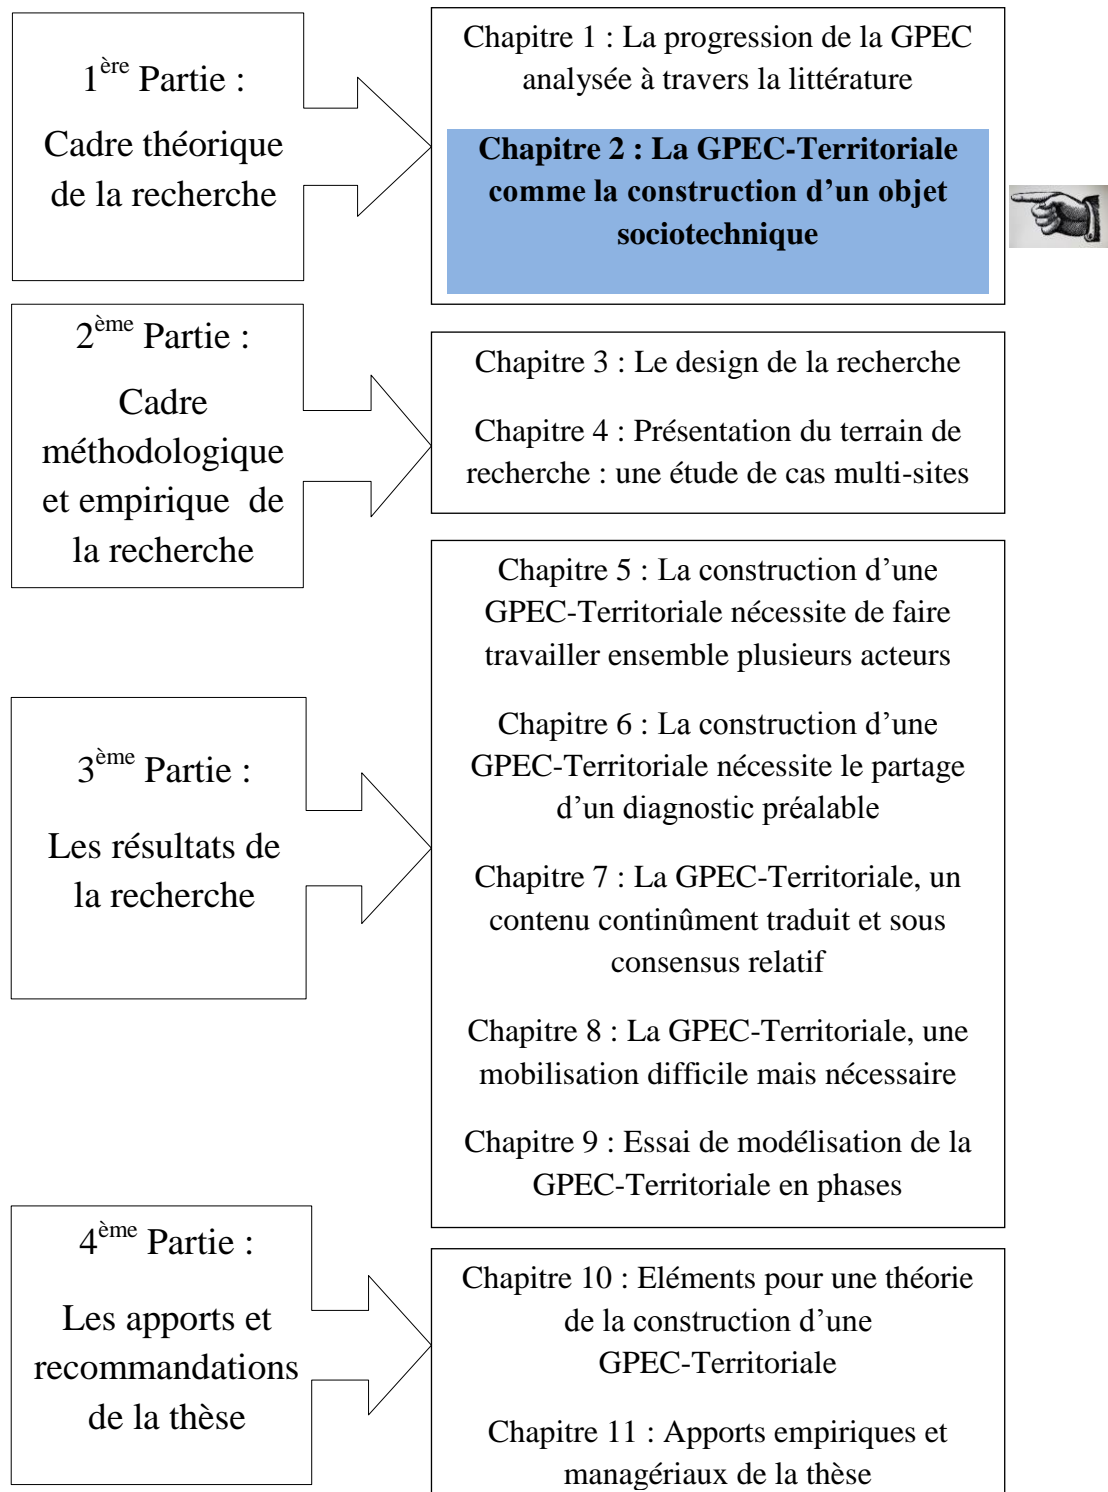 1ère Partie :
Cadre théorique
de la recherche
Chapitre 1 : La progression de la GPEC
analysée à travers la littérature
Chapitre 2 : La GPEC-Territoriale
comme la construction d’un objet
sociotechnique
2ème Partie :
Cadre
méthodologique
et empirique de
la recherche
Chapitre 3 : Le design de la recherche
Chapitre 4 : Présentation du terrain de
recherche : une étude de cas multi-sites
3ème Partie :
Les résultats de
la recherche
Chapitre 5 : La construction d’une
GPEC-Territoriale nécessite de faire
travailler ensemble plusieurs acteurs
Chapitre 6 : La construction d’une
GPEC-Territoriale nécessite le partage
d’un diagnostic préalable
Chapitre 7 : La GPEC-Territoriale, un
contenu continûment traduit et sous
consensus relatif
Chapitre 8 : La GPEC-Territoriale, une
mobilisation difficile mais nécessaire
Chapitre 9 : Essai de modélisation de la
GPEC-Territoriale en phases
4ème Partie :
Les apports et
recommandations
de la thèse
Chapitre 10 : Eléments pour une théorie
de la construction d’une
GPEC-Territoriale
Chapitre 11 : Apports empiriques et
managériaux de la thèse